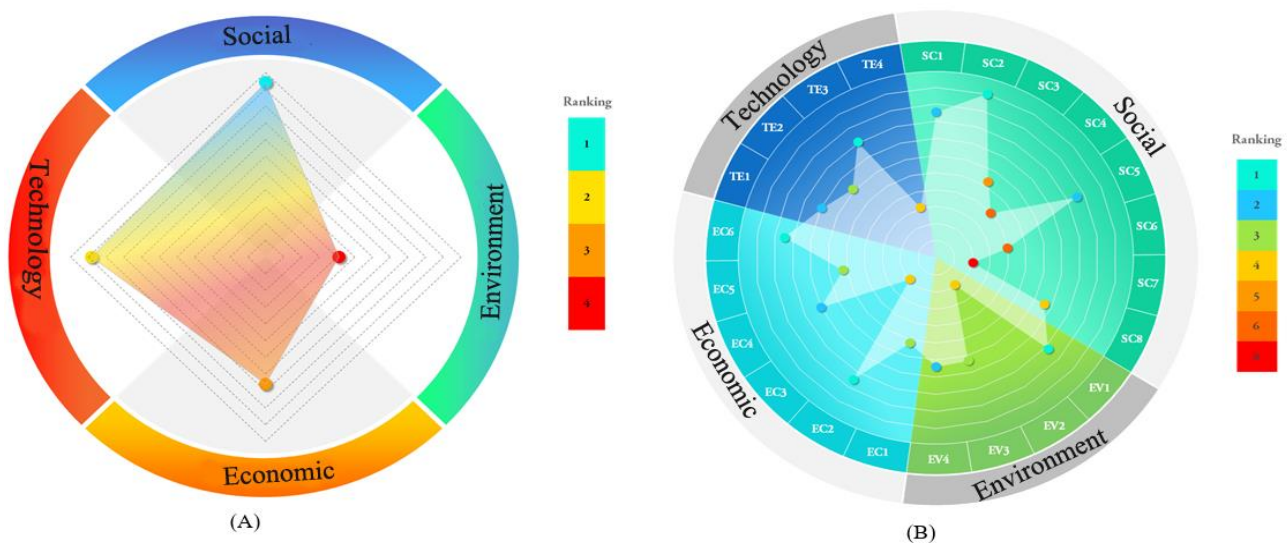 Social
Technology
Environment
Economic
Ranking
1
2
3
4
(A)
Technology
Social
Economic
Environment
TE1
TE2
TE3
TE4
SC1
SC2
SC3
SC4
SC5
SC6
SC7
SC8
EV1
EV2
EV3
EV4
EC1
EC2
EC3
EC4
EC5
EC6
Ranking
1
2
3
4
5
6
(B)